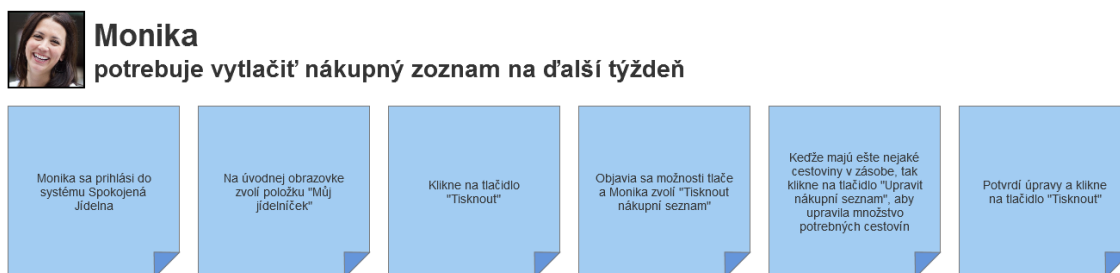 Monika
potrebuje vytlačiť nákupný zoznam na ďalší týždeň
Monika sa prihlási do
systému Spokojená
Jídelna
Na úvodnej obrazovke
zvolí položku "Můj
jídelníček"
Klikne na tlačidlo
"Tisknout"
Objavia sa možnosti tlače
a Monika zvolí "Tisknout
nákupní seznam"
Keďže majú ešte nejaké
cestoviny v zásobe, tak
klikne na tlačidlo "Upravit
nákupní seznam", aby
upravila množstvo
potrebných cestovín
Potvrdí úpravy a klikne
na tlačidlo "Tisknout"